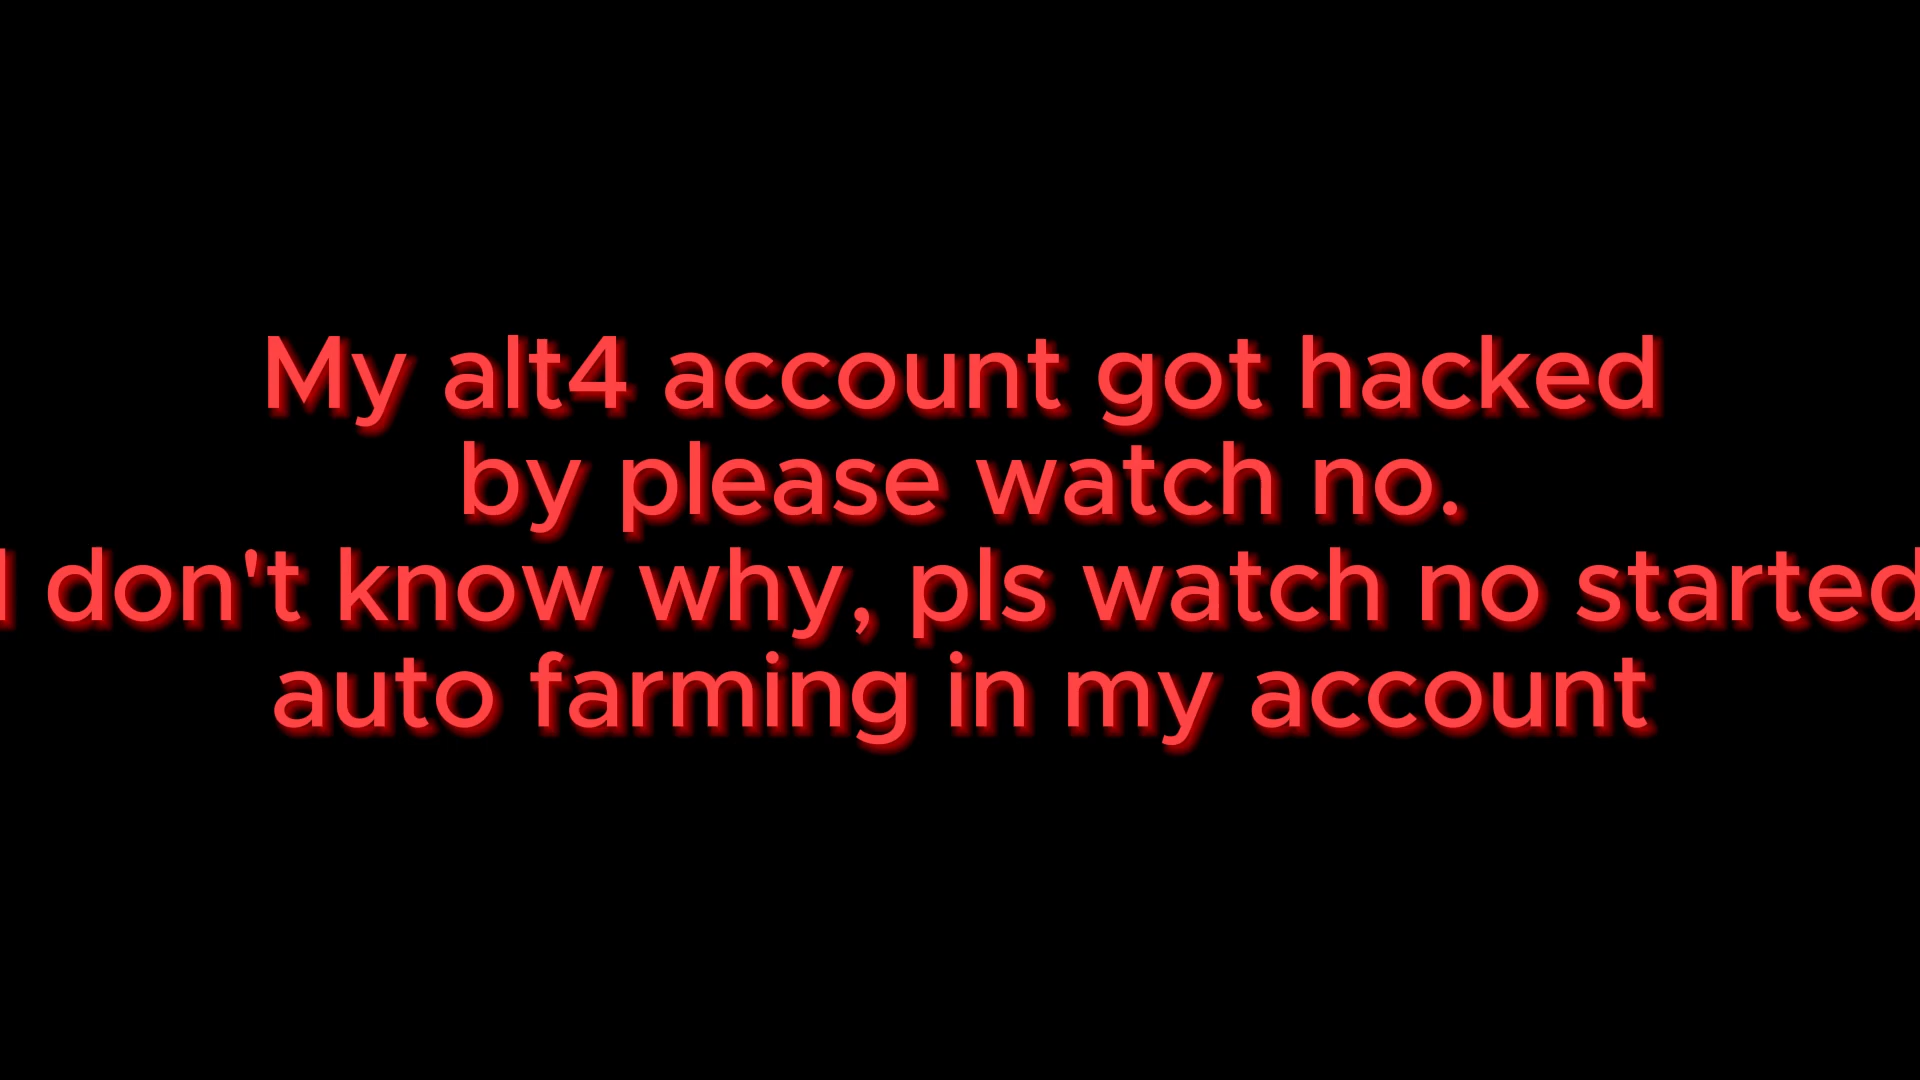 My alt4 account got hacked
by please watch no.
I don't know why, pls watch no started
auto farming in my account